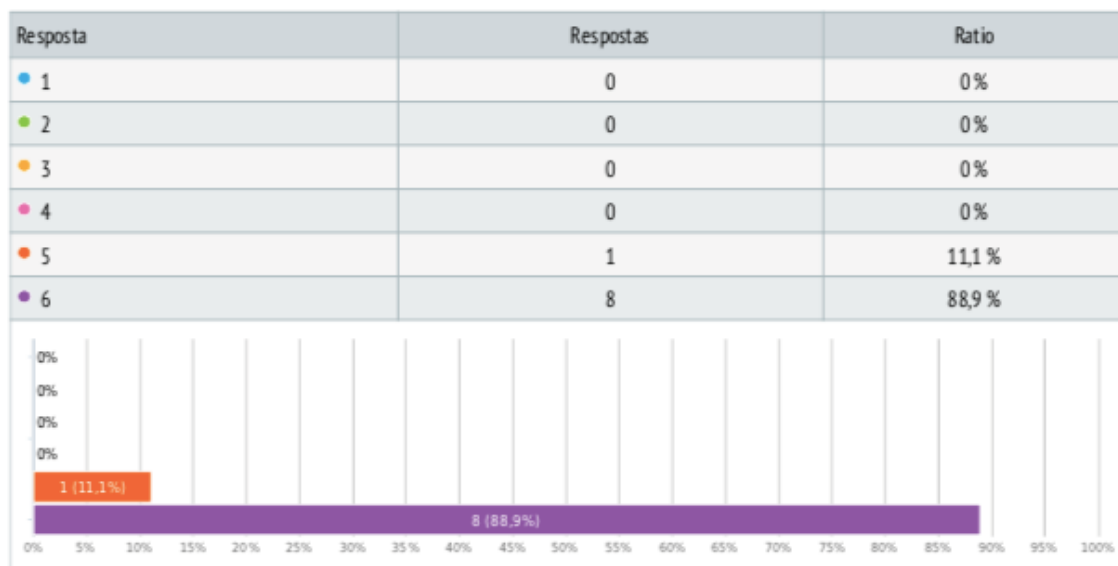 Resposta Respostas Ratio
1 0 0 %
2 0 0 %
3 0 0 %
4 0 0 %
5 1 11,1 %
6 8 88,9 %
0%
0%
0%
0%
1 (11,1%)
8 (88,9%)
0% 5% 10% 15% 20% 25% 30% 35% 40% 45% 50% 55% 60% 65% 70% 75% 80% 85% 90% 95% 100%